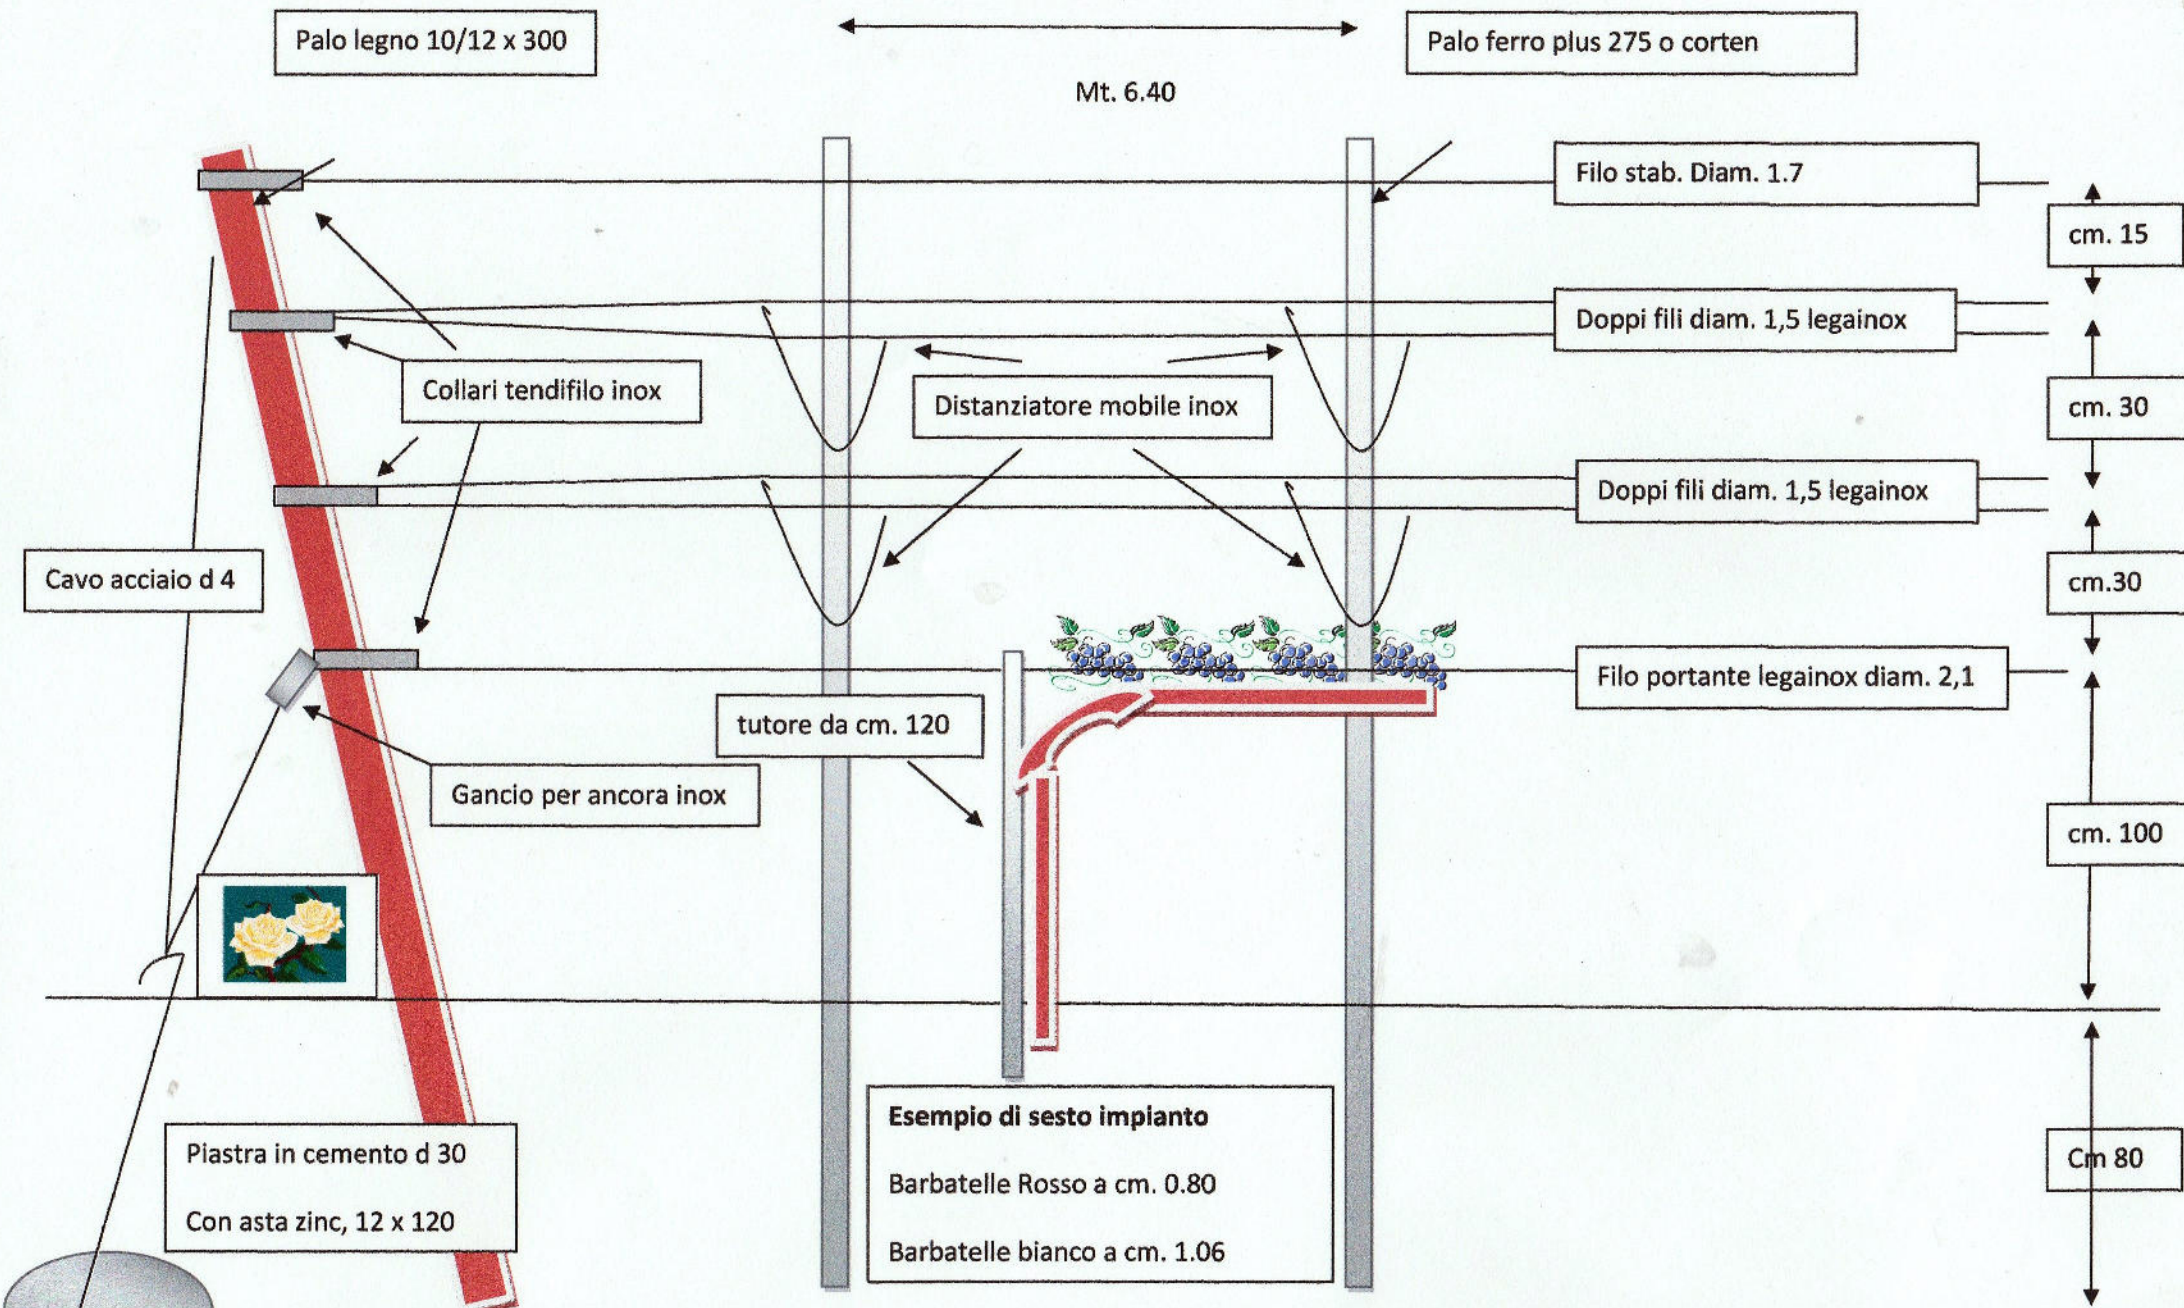 Palo legno 10/12 x 300
Palo ferro plus 275 o corten
Mt. 6.40
Filo stab. Diam. 1.7
cm. 15
Doppi fili diam. 1,5 legainox
Collari tendifilo inox
Distanziatore mobile inox
cm. 30
Doppi fili diam. 1,5 legainox
Cavo acciaio d 4
cm.30
Filo portante legainox diam. 2,1
tutore da cm. 120
Gancio per ancora inox
cm. 100
Esempio di sesto impianto
Barbatelle Rosso a cm. 0.80
Barbatelle bianco a cm. 1.06
Piastra in cemento d 30
Con asta zinc, 12 x 120
Cm 80